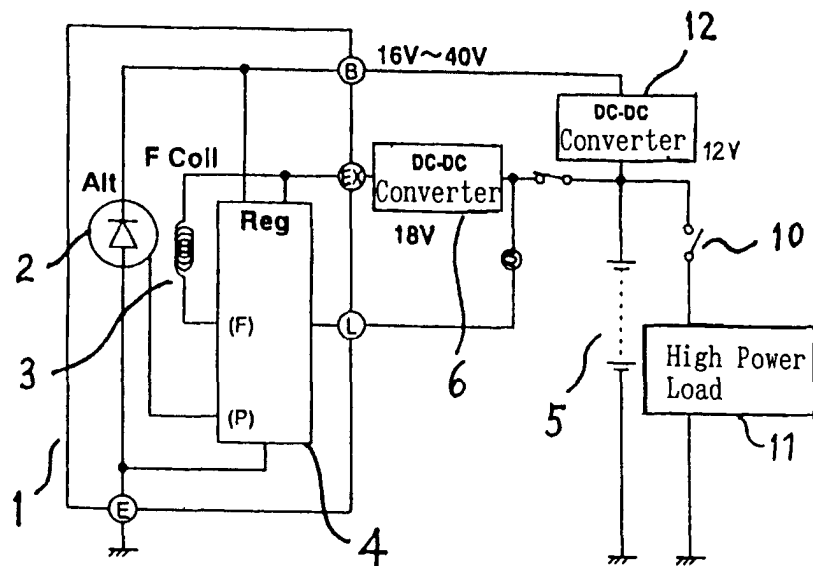 12
16V~40V
B
DC-DC
Converter
12V
F Coil
DC-DC
Converter
EX
Alt
Reg
18V
10
2
(F)
L
3
6
5
High Power
Load
(P)
11
1
E
4